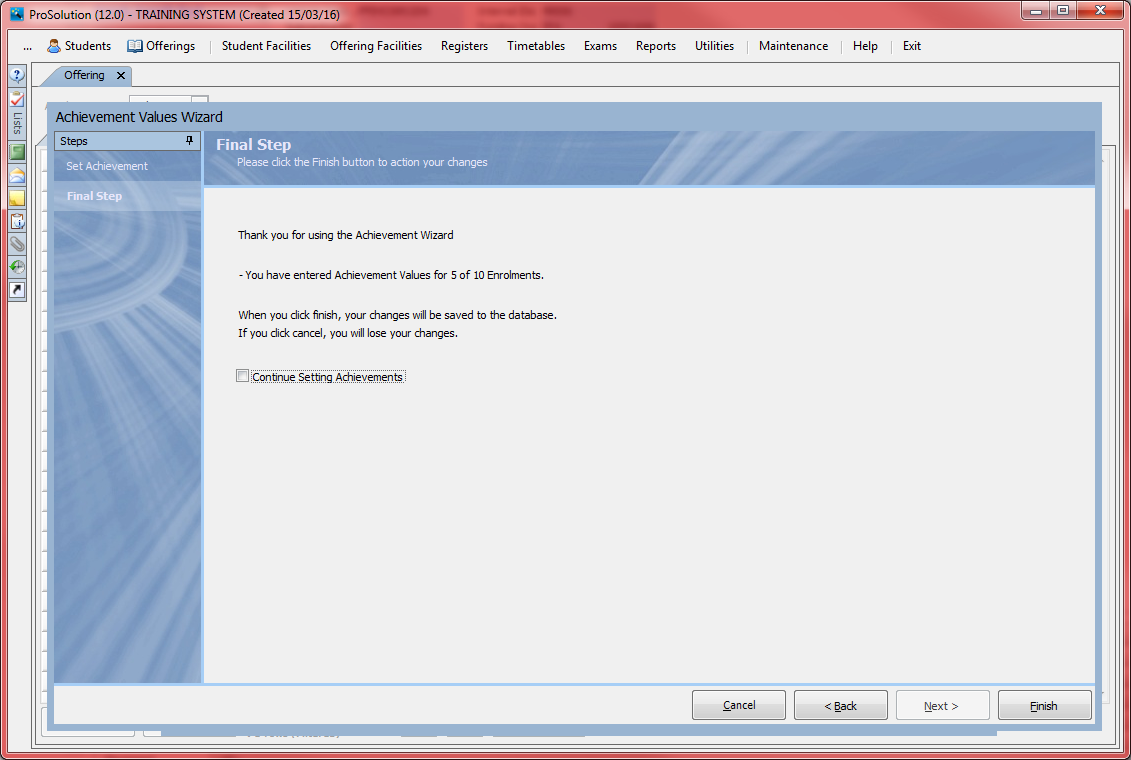 ProSolution (12.0) - TRAINING SYSTEM (Created 15/03/16)
... Students Offerings Student Facilities Offering Facilities Registers Timetables Exams Reports Utilities Maintenance Help Exit
Offering
Lists
Achievement Values Wizard
Steps
Set Achievement
Final Step
Final Step
Please click the Finish button to action your changes
Thank you for using the Achievement Wizard
- You have entered Achievement Values for 5 of 10 Enrolments.
When you click finish, your changes will be saved to the database.
If you click cancel, you will lose your changes.
Continue Setting Achievements
Cancel < Back Next > Finish